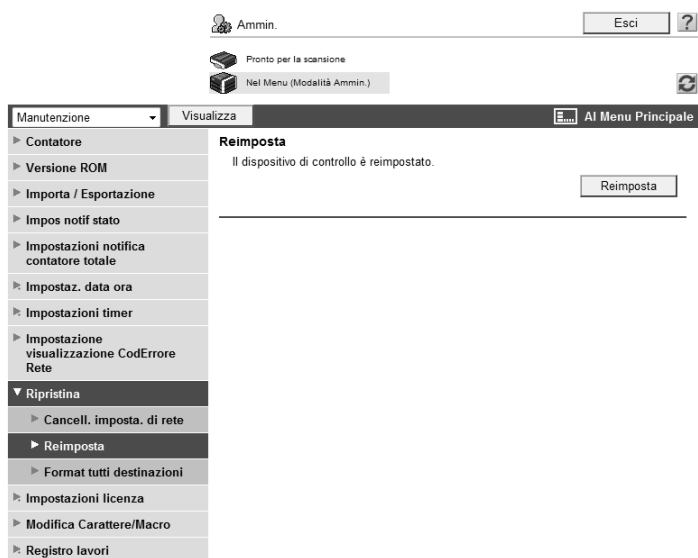 Ammin.
Esci
?
Pronto per la scansione
Nel Menu (Modalità Ammin.)
Manutenzione
Visualizza
Al Menu Principale
Contatore
Versione ROM
Importa / Esportazione
Impos notif stato
Impostazioni notifica
contatore totale
Impostaz. data ora
Impostazioni timer
Impostazione
visualizzazione CodErrore
Rete
Ripristina
Cancell. imposta. di rete
Reimposta
Format tutti destinazioni
Impostazioni licenza
Modifica Carattere/Macro
Registro lavori
Reimposta
Il dispositivo di controllo è reimpostato.
Reimposta